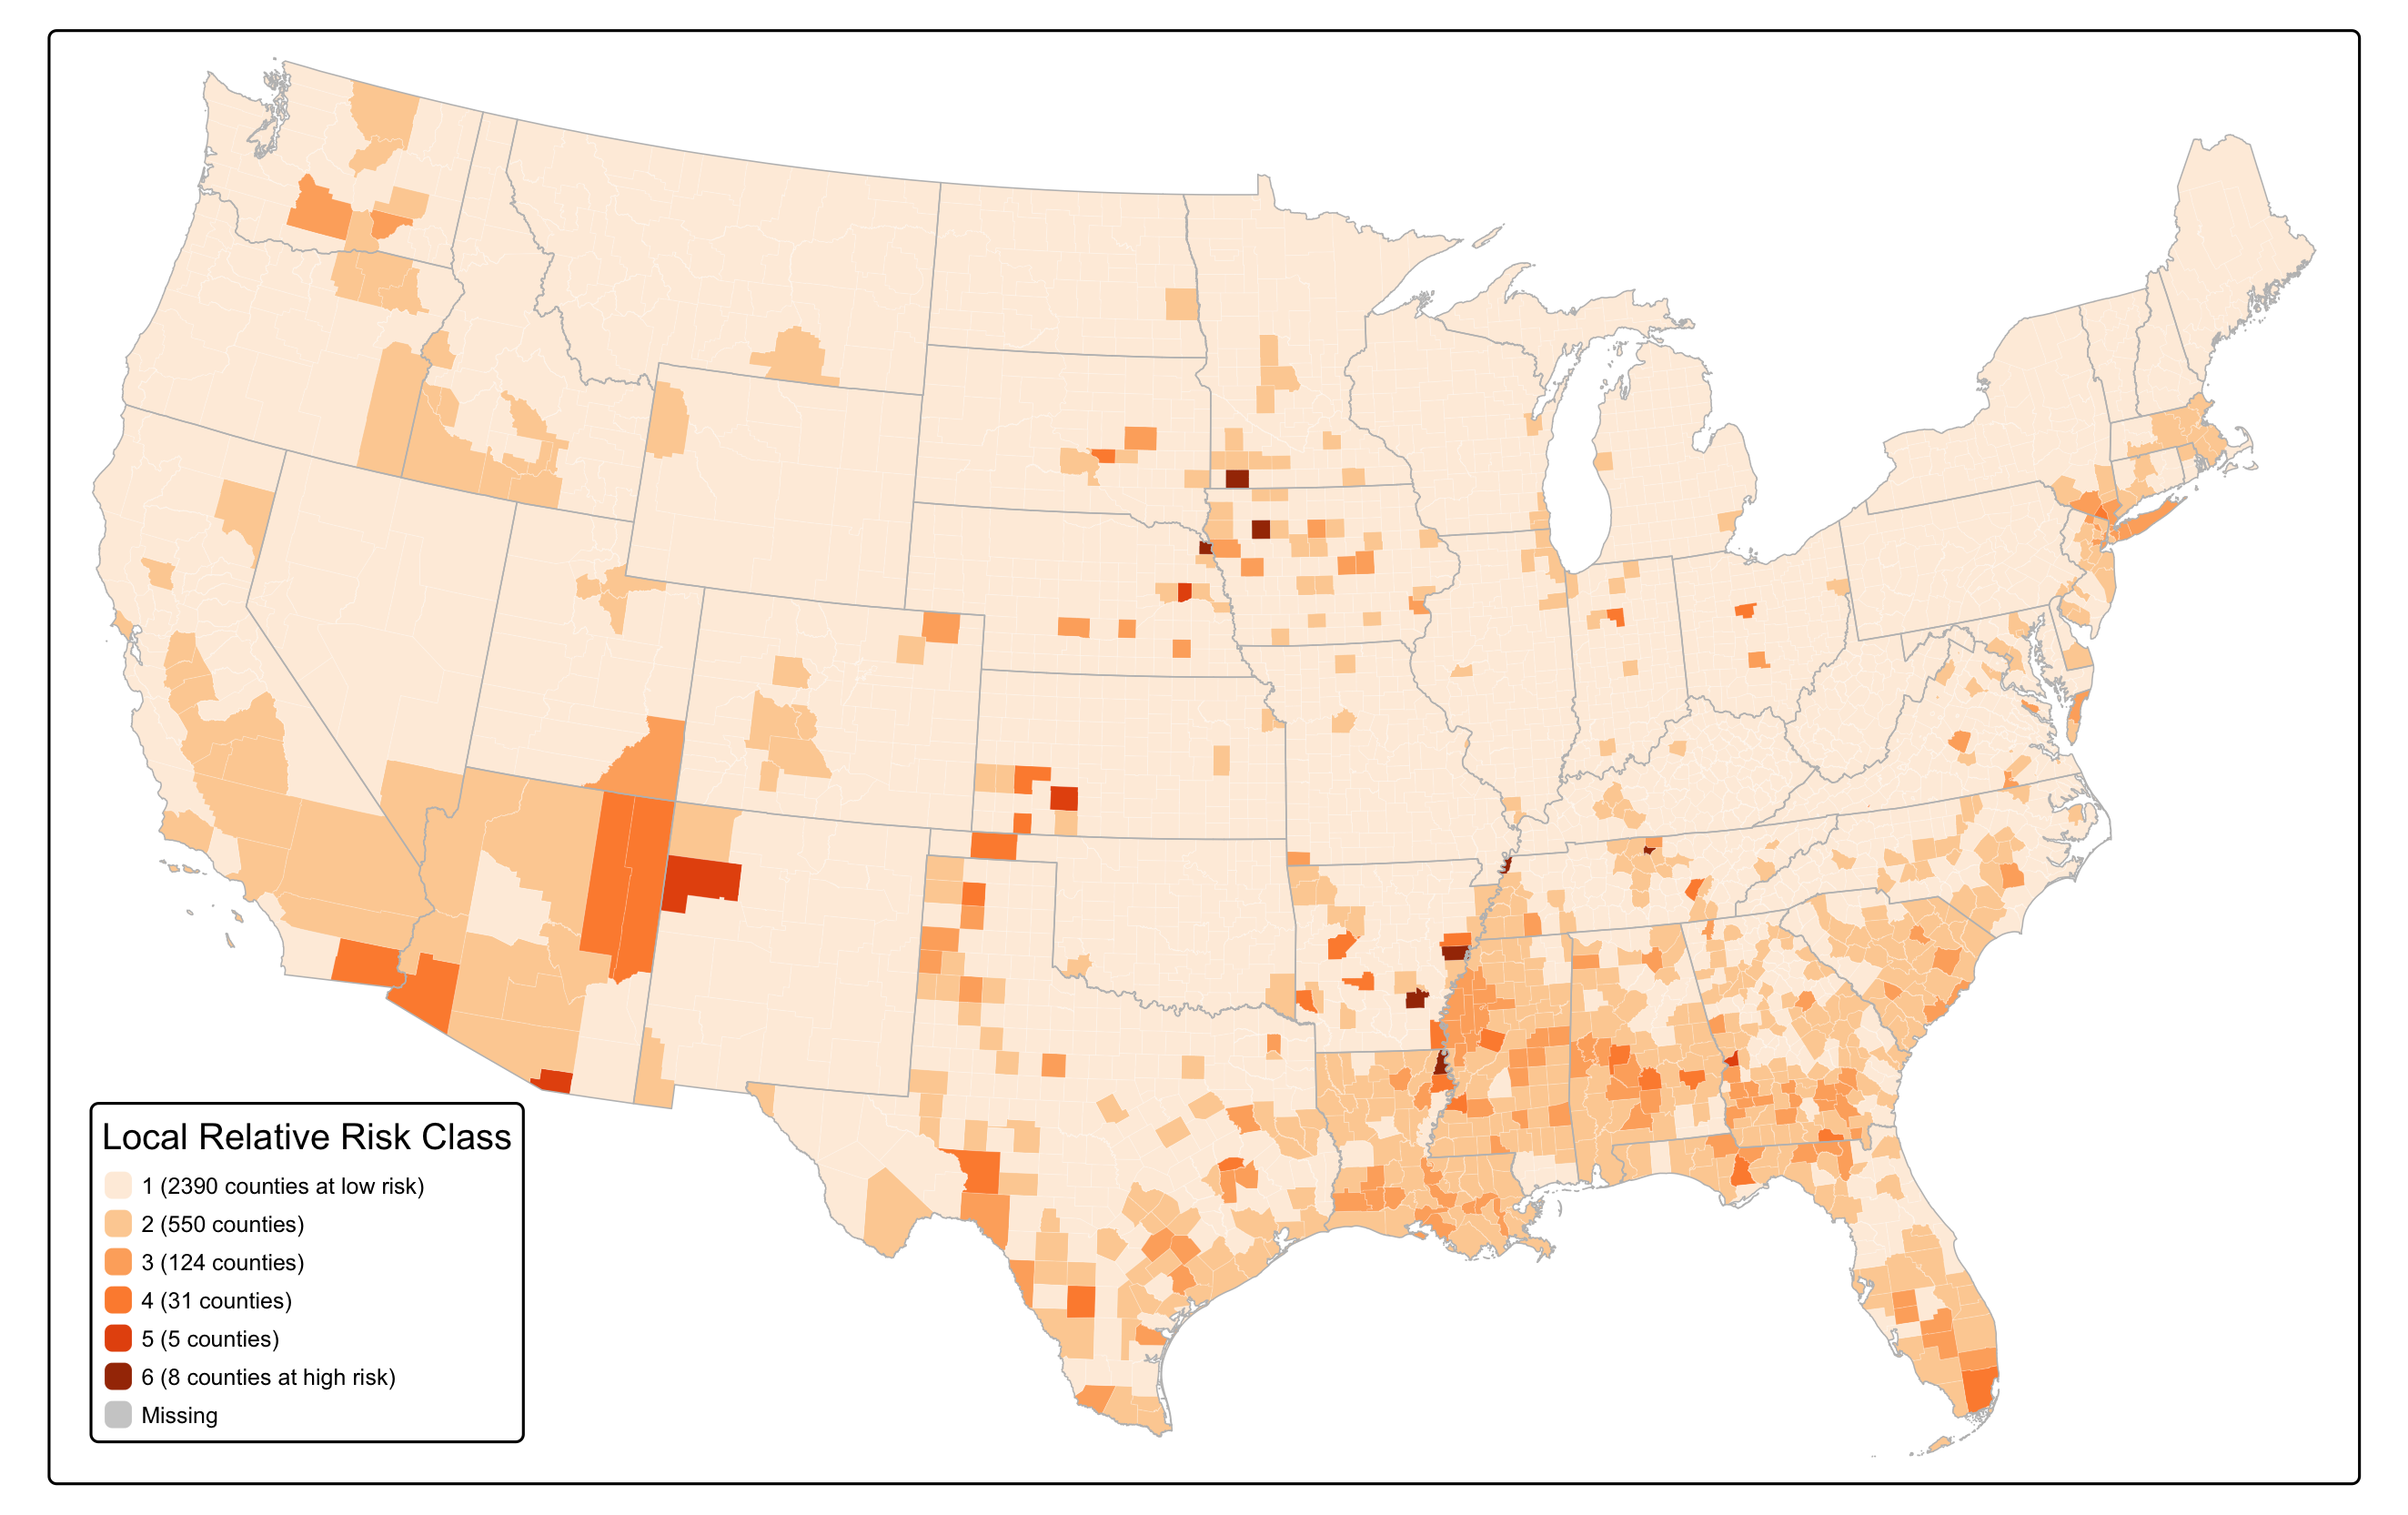 Local Relative Risk Class
1 (2390 counties at low risk)
2 (550 counties)
3 (124 counties)
4 (31 counties)
5 (5 counties)
6 (8 counties at high risk)
Missing